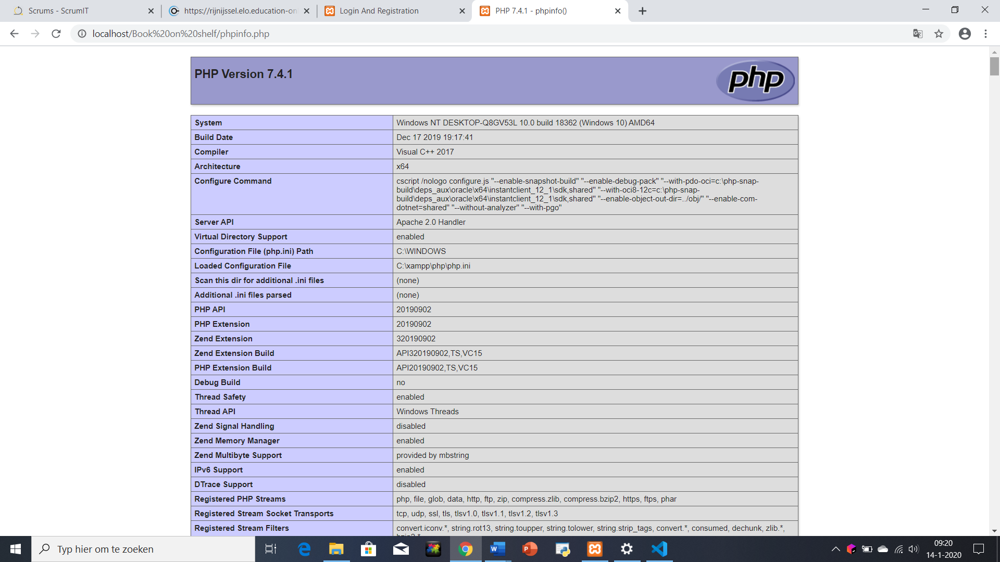 Scrums - ScrumIT
https://rijnijssel.elo.education-on
Login And Registration
PHP 7.4.1 - phpinfo()
localhost/Book%20on%20shelf/phpinfo.php
PHP Version 7.4.1
php
System Windows NT DESKTOP-Q8GV53L 10.0 build 18362 (Windows 10) AMD64
Build Date Dec 17 2019 19:17:41
Compiler Visual C++ 2017
Architecture x64
Configure Command cscript /nologo configure.js "--enable-snapshot-build" "--enable-debug-pack" "--with-pdo-oci=c:\php-snap-
build\deps_aux\oracle\x64\instantclient_12_1\sdk,shared" "--with-oci8-12c=c:\php-snap-
build\deps_aux\oracle\x64\instantclient_12_1\sdk,shared" "--enable-object-out-dir=../obj/" "--enable-com-
dotnet=shared" "--without-analyzer" "--with-pgo"
Server API Apache 2.0 Handler
Virtual Directory Support enabled
Configuration File (php.ini) Path C:\WINDOWS
Loaded Configuration File C:\xampp\php\php.ini
Scan this dir for additional .ini files (none)
Additional .ini files parsed (none)
PHP API 20190902
PHP Extension 20190902
Zend Extension 320190902
Zend Extension Build API320190902,TS,VC15
PHP Extension Build API20190902,TS,VC15
Debug Build no
Thread Safety enabled
Thread API Windows Threads
Zend Signal Handling disabled
Zend Memory Manager enabled
Zend Multibyte Support provided by mbstring
IPv6 Support enabled
DTrace Support disabled
Registered PHP Streams php, file, glob, data, http, ftp, zip, compress.zlib, compress.bzip2, https, ftps, phar
Registered Stream Socket Transports tcp, udp, ssl, tls, tlsv1.0, tlsv1.1, tlsv1.2, tlsv1.3
Registered Stream Filters convert.iconv.*, string.rot13, string.toupper, string.tolower, string.strip_tags, convert.*, consumed, dechunk, zlib.*,
Typ hier om te zoeken
09:20
14-1-2020